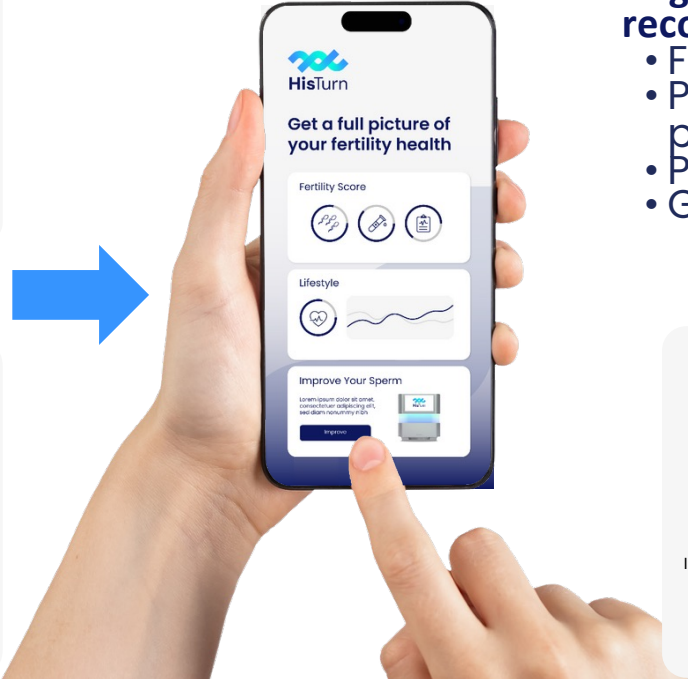 HisTurn
Get a full picture of
your fertility health
Fertility Score
Lifestyle
Improve Your Sperm
Lorem ipsum dolor sit amet,
consectetuer adipiscing elit,
sed diam nonummy nibh
HisTurn
Improve